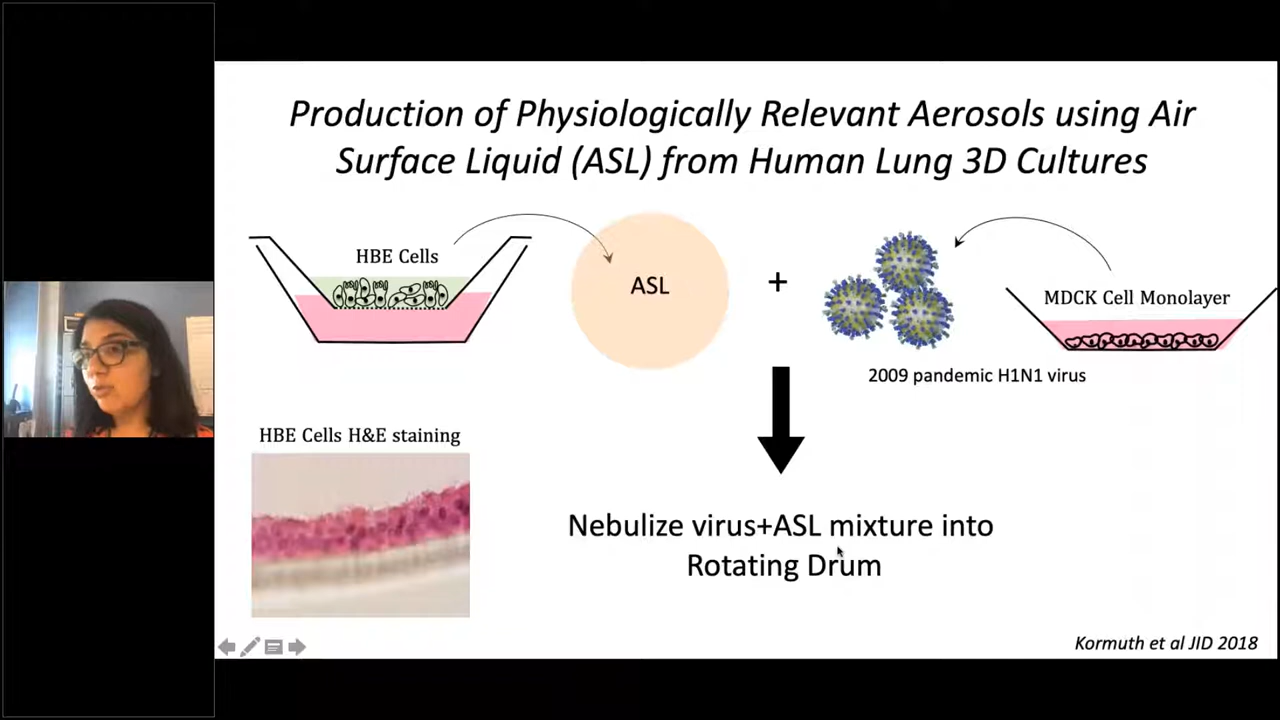 Production of Physiologically Relevant Aerosols using Air
Surface Liquid (ASL) from Human Lung 3D Cultures
HBE Cells
ASL
+
MDCK Cell Monolayer
2009 pandemic H1N1 virus
HBE Cells H&E staining
Nebulize virus+ASL mixture into
Rotating Drum
Kormuth et al JID 2018